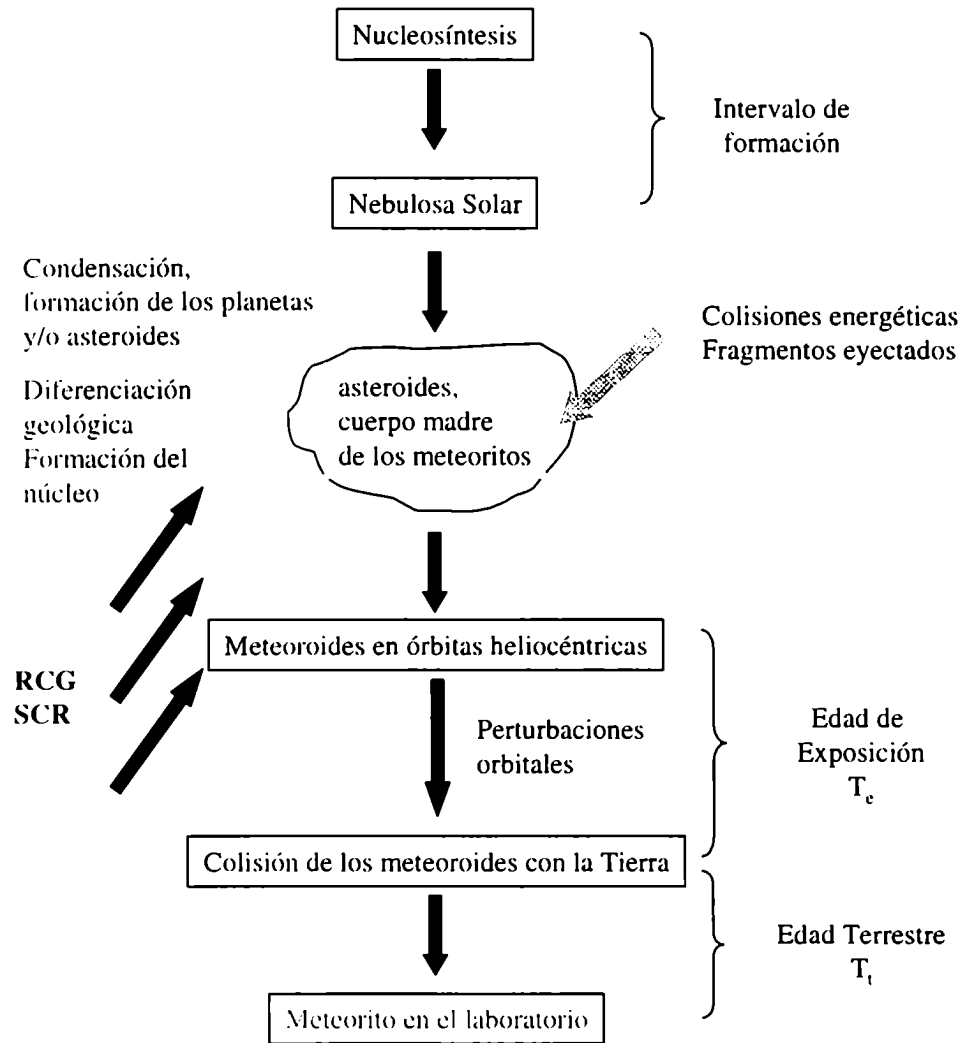 Nucleosíntesis
Intervalo de
formación
Nebulosa Solar
Condensación,
formación de los planetas
y/o asteroides
Colisiones energéticas
Fragmentos eyectados
Diferenciación
geológica
Formación del
núcleo
asteroides,
cuerpo madre
de los meteoritos
Meteoroides en órbitas heliocéntricas
RCG
SCR
Perturbaciones
orbitales
Edad de
Exposición
Te
Colisión de los meteoroides con la Tierra
Edad Terrestre
Tt
Meteorito en el laboratorio